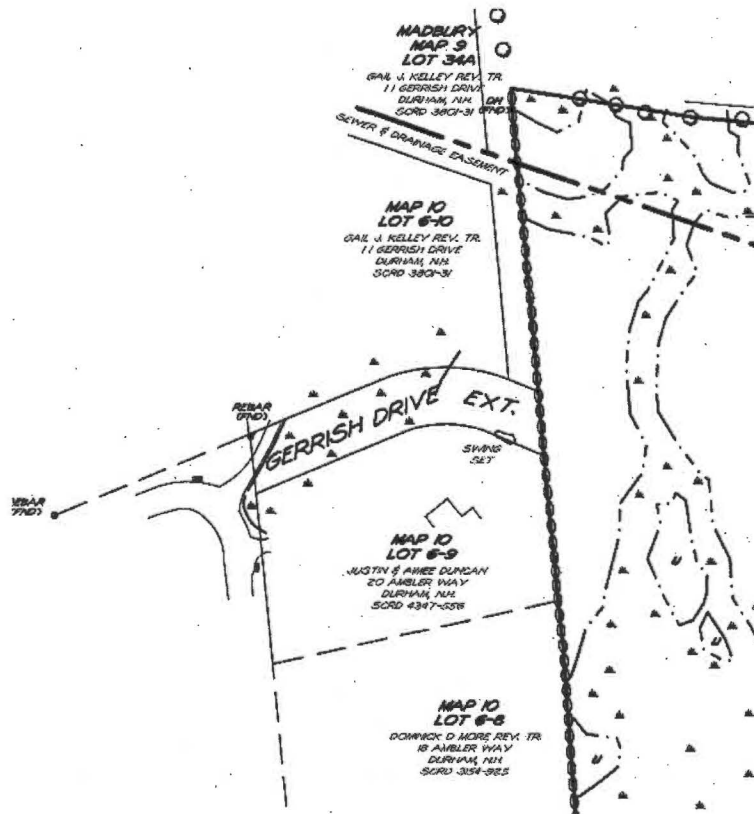 MADBURY
MAP 9
LOT 34A
GAIL J. KELLEY REV. TR.
11 GERRISH DRIVE
DURHAM, N.H.
SCRD 3801-31
DH
(FND)
SEWER & DRAINAGE EASEMENT
MAP 10
LOT 6-10
GAIL J. KELLEY REV. TR.
11 GERRISH DRIVE
DURHAM, N.H.
SCRD 3801-31
REBAR
(FND)
GERRISH DRIVE EXT.
SWING
SET
REBAR
(FND)
MAP 10
LOT 6-9
JUSTIN & AIMEE DUNCAN
20 AMBLER WAY
DURHAM, N.H.
SCRD 4347-556
U
U
MAP 10
LOT 6-8
DOMINICK D MORE REV. TR.
18 AMBLER WAY
DURHAM, N.H.
SCRD 3154-925
U